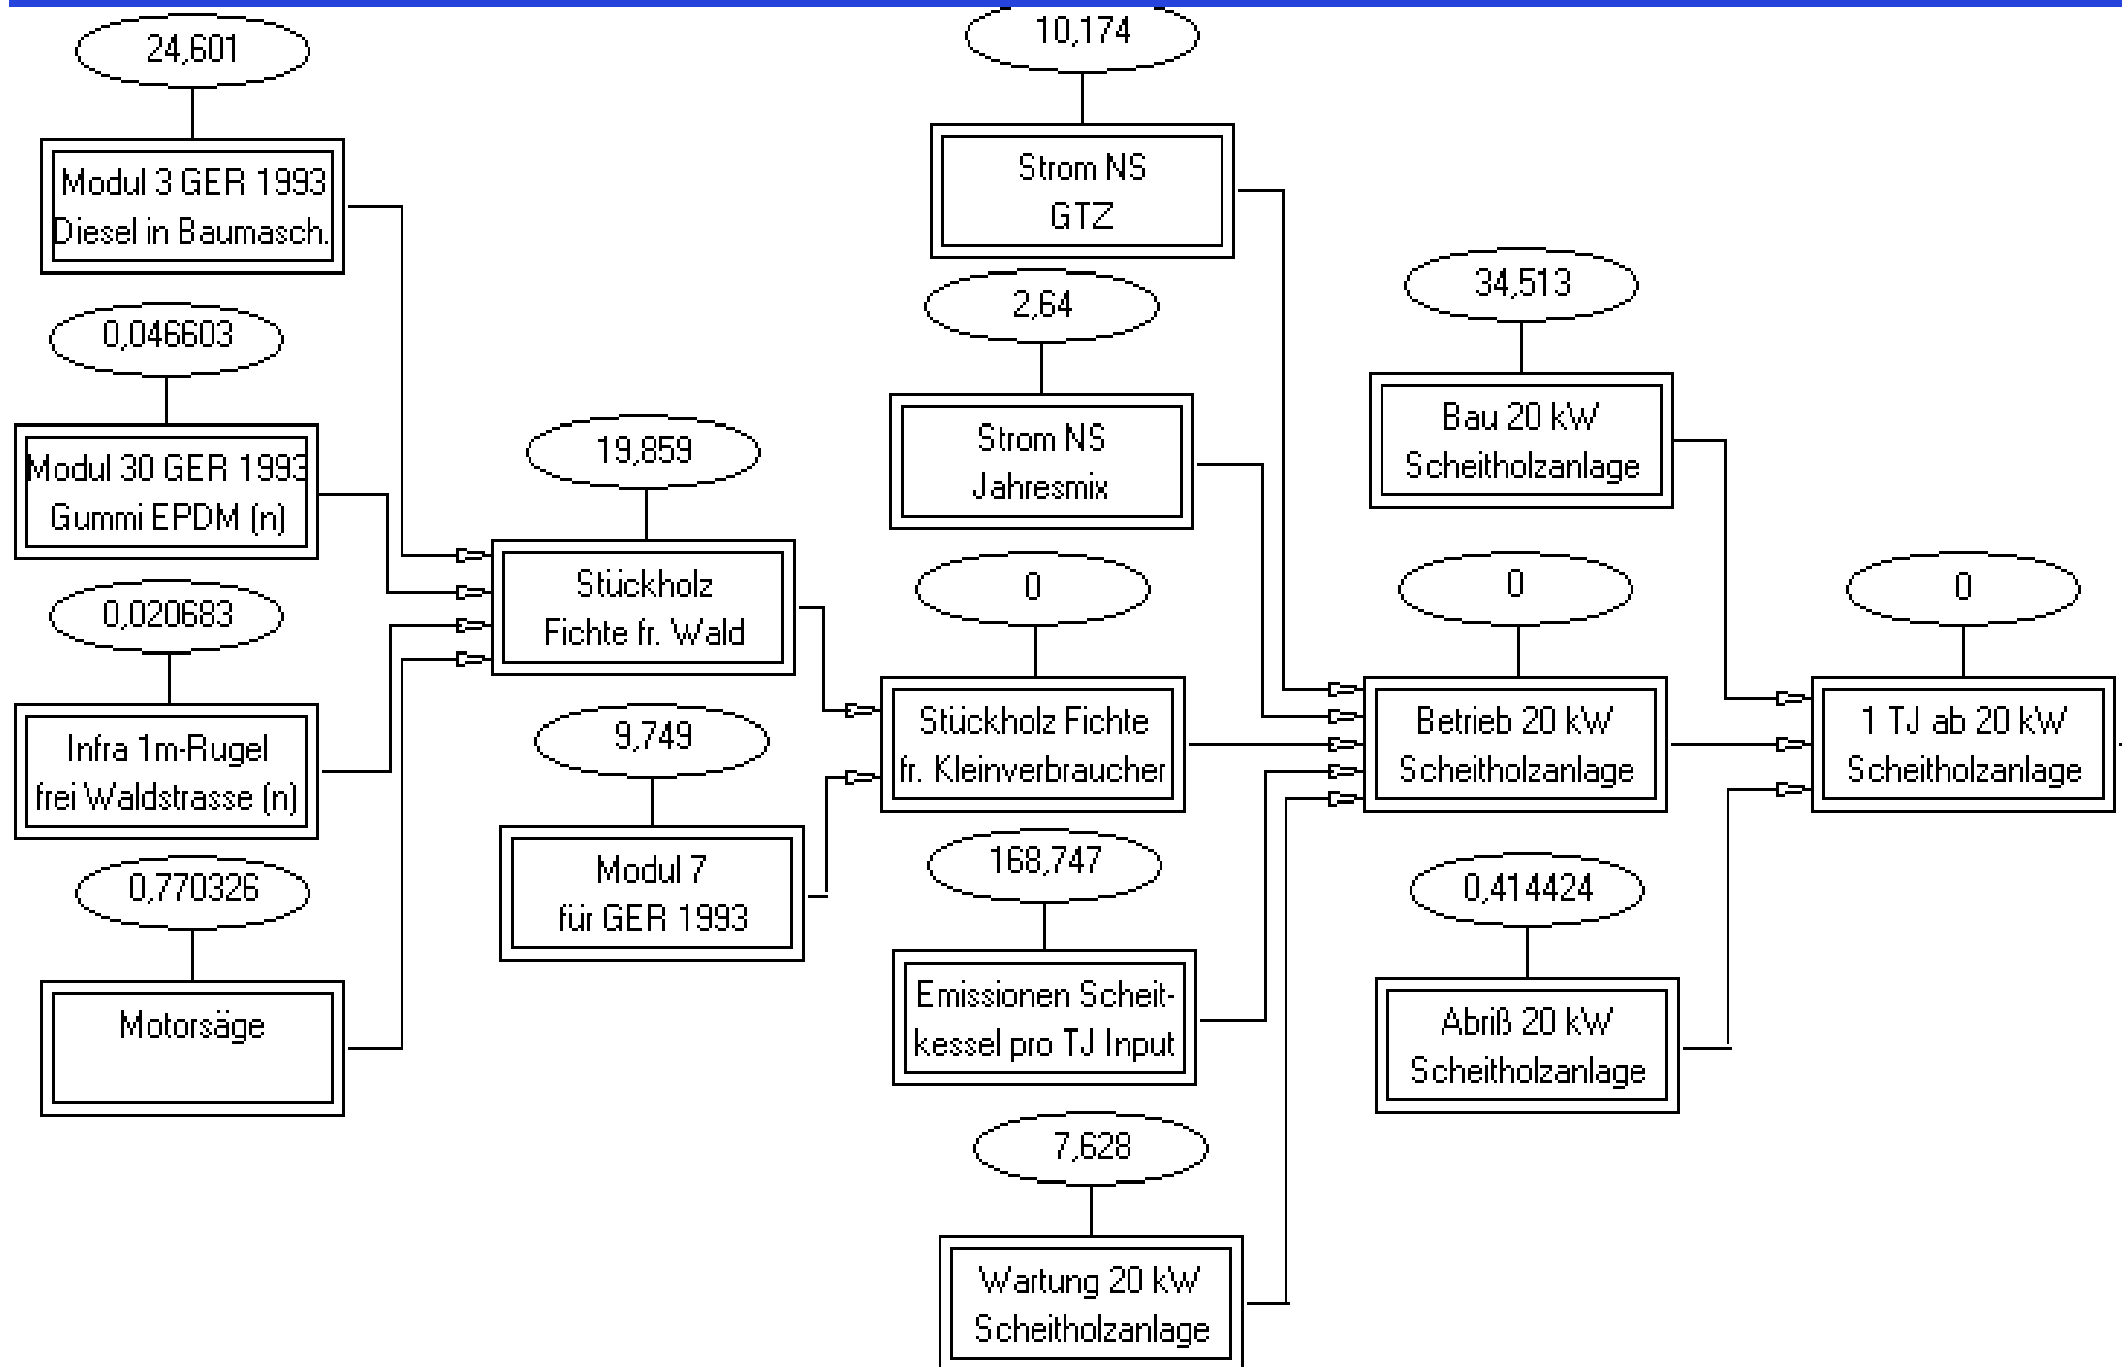 24,601
Modul 3 GER 1993
Diesel in Baumasch.
0,046603
Modul 30 GER 1993
Gummi EPDM (n)
0,020683
Infra 1m-Rugel
frei Waldstrasse (n)
0,770326
Motorsäge
19,859
Stückholz
Fichte fr. Wald
9,749
Modul 7
für GER 1993
10,174
Strom NS
GTZ
2,64
Strom NS
Jahresmix
0
Stückholz Fichte
fr. Kleinverbraucher
168,747
Emissionen Scheit-
kessel pro TJ Input
7,628
Wartung 20 kW
Scheitholzanlage
34,513
Bau 20 kW
Scheitholzanlage
0
Betrieb 20 kW
Scheitholzanlage
0,414424
Abriß 20 kW
Scheitholzanlage
0
1 TJ ab 20 kW
Scheitholzanlage